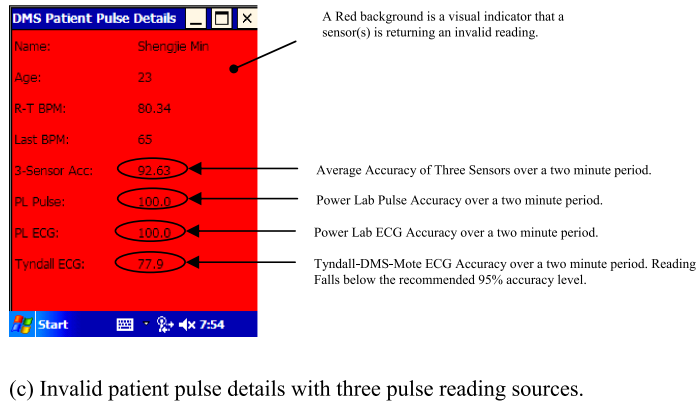 DMS Patient Pulse Details
Name: Shengjie Min
Age: 23
R-T BPM: 80.34
Last BPM: 65
3-Sensor Acc: 92.63
PL Pulse: 100.0
PL ECG: 100.0
Tyndall ECG: 77.9
Start 7:54
A Red background is a visual indicator that a
sensor(s) is returning an invalid reading.
Average Accuracy of Three Sensors over a two minute period.
Power Lab Pulse Accuracy over a two minute period.
Power Lab ECG Accuracy over a two minute period.
Tyndall-DMS-Mote ECG Accuracy over a two minute period. Reading
Falls below the recommended 95% accuracy level.
(c) Invalid patient pulse details with three pulse reading sources.